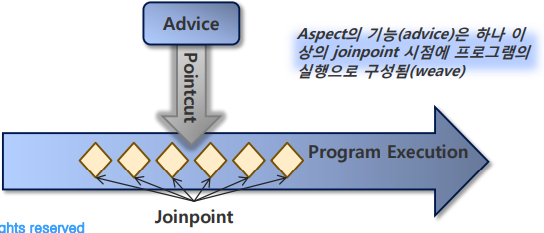 Advice
Aspect의 기능(advice)은 하나 이
상의 joinpoint 시점에 프로그램의
실행으로 구성됨(weave)
Pointcut
Program Execution
Joinpoint
ghts reserved